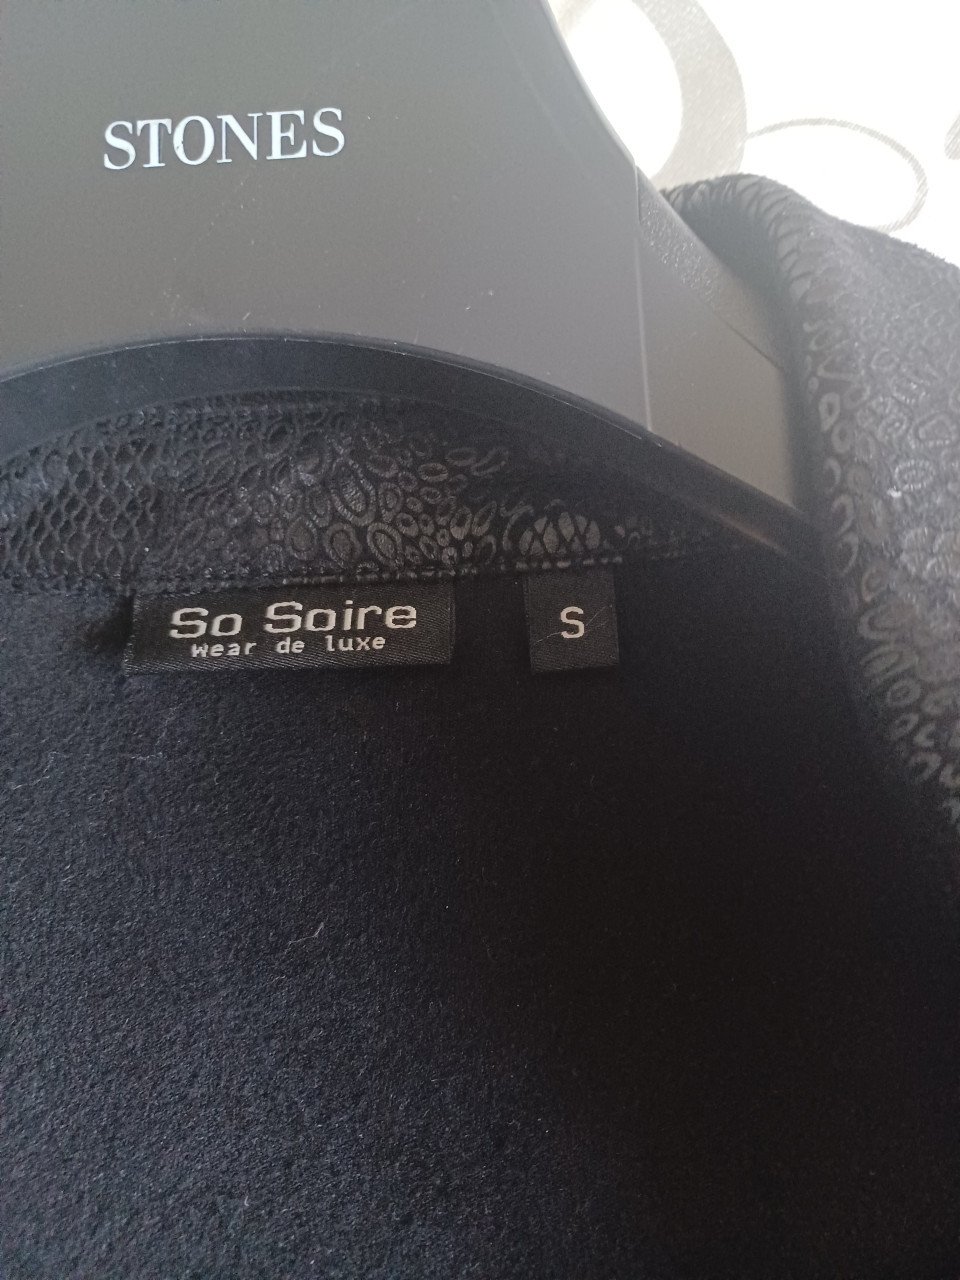 STONES
So Soire
wear de luxe
S